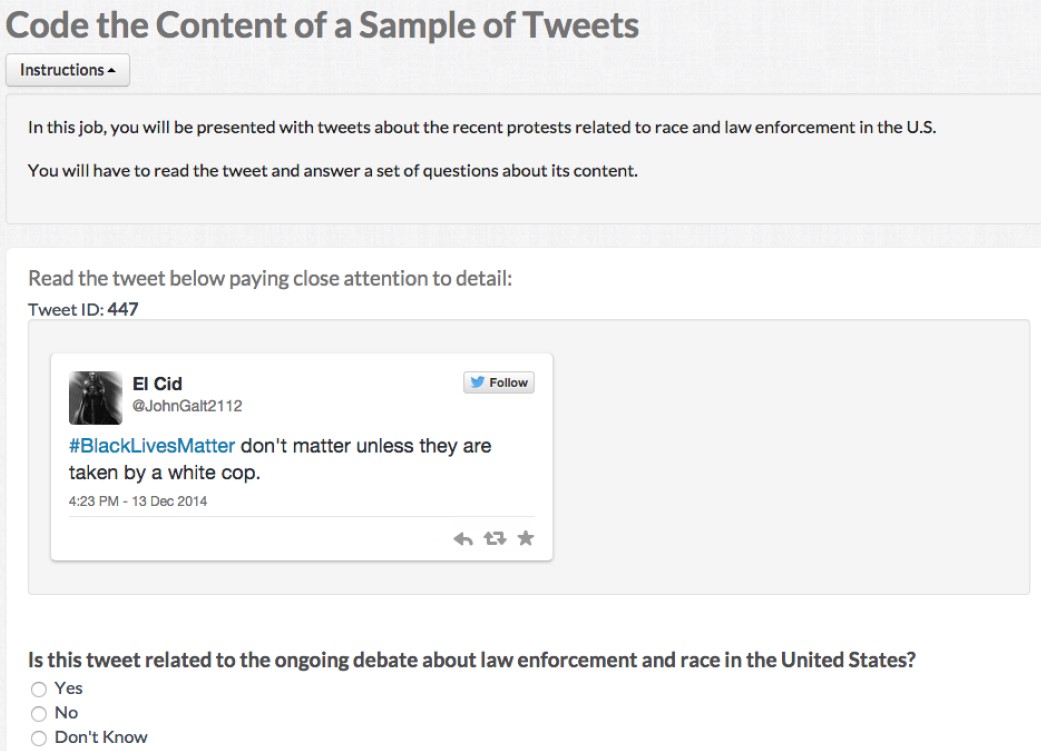 Code the Content of a Sample of Tweets
Instructions
In this job, you will be presented with tweets about the recent protests related to race and law enforcement in the U.S.
You will have to read the tweet and answer a set of questions about its content.
Read the tweet below paying close attention to detail:
Tweet ID: 447
El Cid
Follow
@JohnGalt2112
#BlackLivesMatter don't matter unless they are
taken by a white cop.
4:23 PM - 13 Dec 2014
Is this tweet related to the ongoing debate about law enforcement and race in the United States?
Yes
No
Don't Know